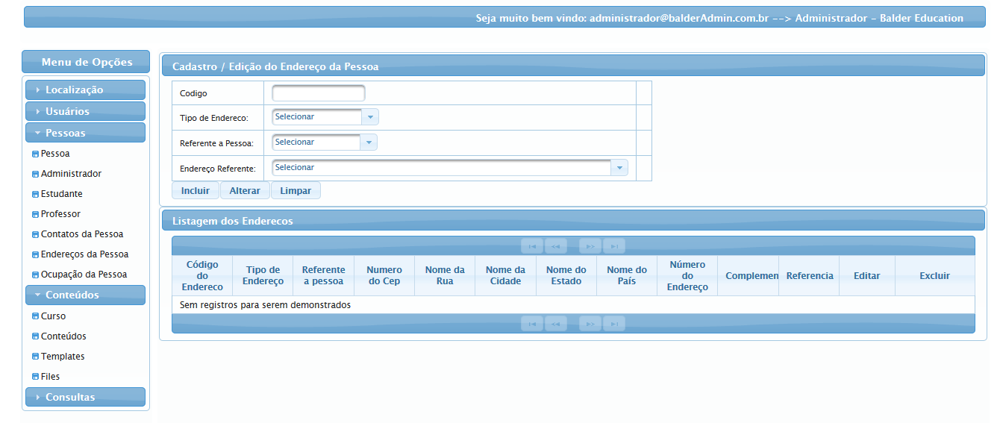 Seja muito bem vindo: administrador@balderAdmin.com.br --> Administrador - Balder Education
Menu de Opções
Localização
Usuários
Pessoas
Pessoa
Administrador
Estudante
Professor
Contatos da Pessoa
Endereços da Pessoa
Ocupação da Pessoa
Conteúdos
Curso
Conteúdos
Templates
Files
Consultas
Cadastro / Edição do Endereço da Pessoa
Codigo
Tipo de Endereco: Selecionar
Referente a Pessoa: Selecionar
Endereço Referente: Selecionar
Incluir Alterar Limpar
Listagem dos Enderecos
Código do Endereco Tipo de Endereço Referente a pessoa Numero do Cep Nome da Rua Nome da Cidade Nome do Estado Nome do País Número do Endereço Complemen Referencia Editar Excluir
Sem registros para serem demonstrados